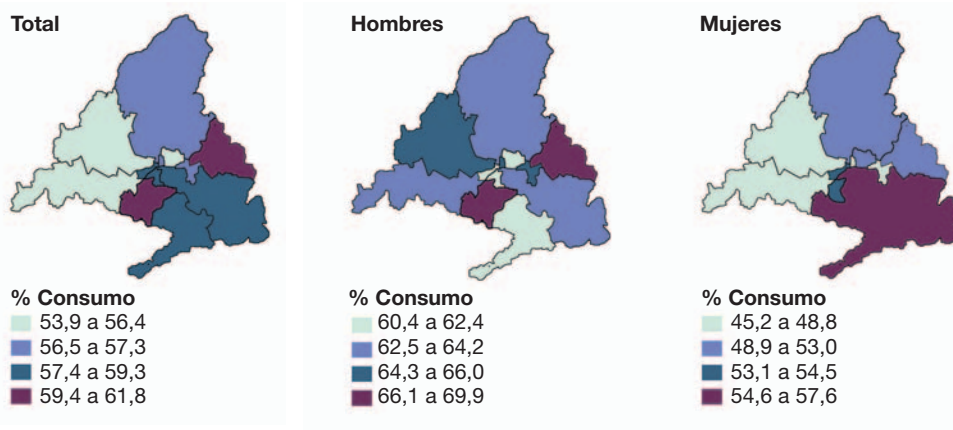 Total
% Consumo
53,9 a 56,4
56,5 a 57,3
57,4 a 59,3
59,4 a 61,8
Hombres
% Consumo
60,4 a 62,4
62,5 a 64,2
64,3 a 66,0
66,1 a 69,9
Mujeres
% Consumo
45,2 a 48,8
48,9 a 53,0
53,1 a 54,5
54,6 a 57,6